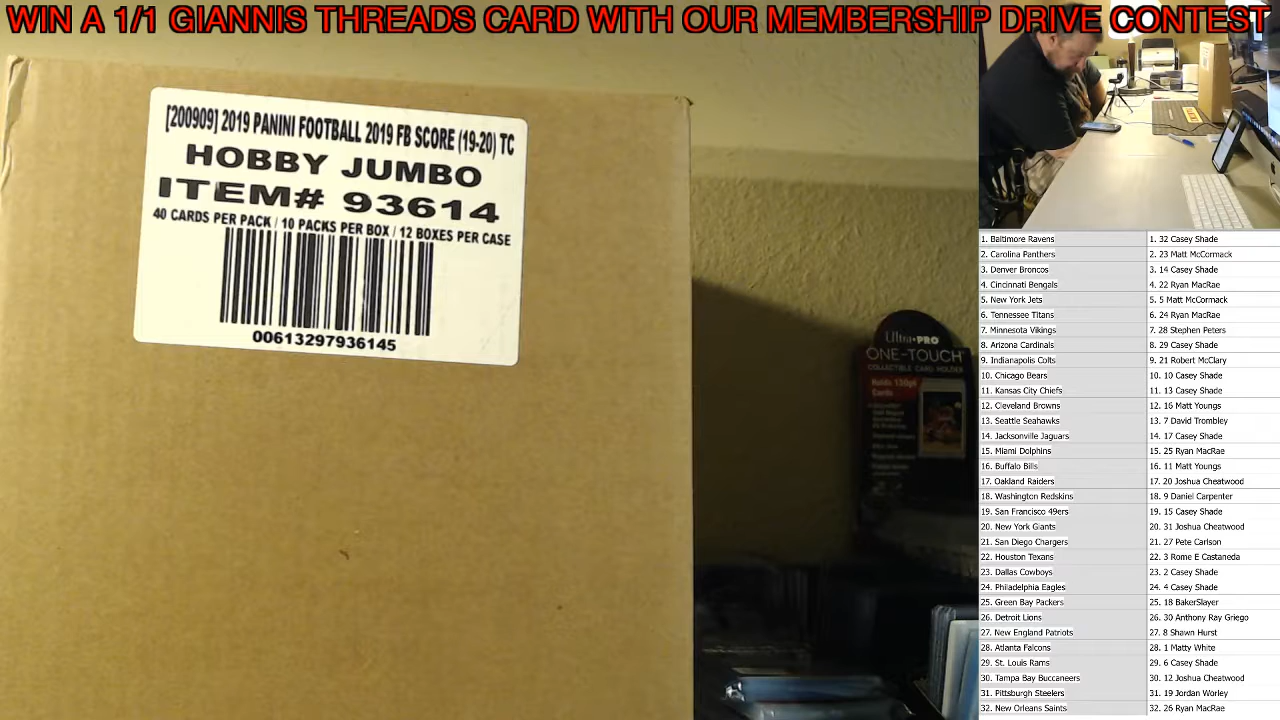 WIN A 1/1 GIANNIS THREADS CARD WITH OUR MEMBERSHIP DRIVE CONTEST
[200909] 2019 PANINI FOOTBALL 2019 FB SCORE (19-20) TC
HOBBY JUMBO
ITEM# 93614
40 CARDS PER PACK / 10 PACKS PER BOX / 12 BOXES PER CASE
00613297936145
Ultra·PRO
ONE-TOUCH
COLLECTIBLE CARD HOLDER
Holds 130pt
Cards
1. Baltimore Ravens 1. 32 Casey Shade
2. Carolina Panthers 2. 23 Matt McCormack
3. Denver Broncos 3. 14 Casey Shade
4. Cincinnati Bengals 4. 22 Ryan MacRae
5. New York Jets 5. 5 Matt McCormack
6. Tennessee Titans 6. 24 Ryan MacRae
7. Minnesota Vikings 7. 28 Stephen Peters
8. Arizona Cardinals 8. 29 Casey Shade
9. Indianapolis Colts 9. 21 Robert McClary
10. Chicago Bears 10. 10 Casey Shade
11. Kansas City Chiefs 11. 13 Casey Shade
12. Cleveland Browns 12. 16 Matt Youngs
13. Seattle Seahawks 13. 7 David Trombley
14. Jacksonville Jaguars 14. 17 Casey Shade
15. Miami Dolphins 15. 25 Ryan MacRae
16. Buffalo Bills 16. 11 Matt Youngs
17. Oakland Raiders 17. 20 Joshua Cheatwood
18. Washington Redskins 18. 9 Daniel Carpenter
19. San Francisco 49ers 19. 15 Casey Shade
20. New York Giants 20. 31 Joshua Cheatwood
21. San Diego Chargers 21. 27 Pete Carlson
22. Houston Texans 22. 3 Rome E Castaneda
23. Dallas Cowboys 23. 2 Casey Shade
24. Philadelphia Eagles 24. 4 Casey Shade
25. Green Bay Packers 25. 18 BakerSlayer
26. Detroit Lions 26. 30 Anthony Ray Griego
27. New England Patriots 27. 8 Shawn Hurst
28. Atlanta Falcons 28. 1 Matty White
29. St. Louis Rams 29. 6 Casey Shade
30. Tampa Bay Buccaneers 30. 12 Joshua Cheatwood
31. Pittsburgh Steelers 31. 19 Jordan Worley
32. New Orleans Saints 32. 26 Ryan MacRae